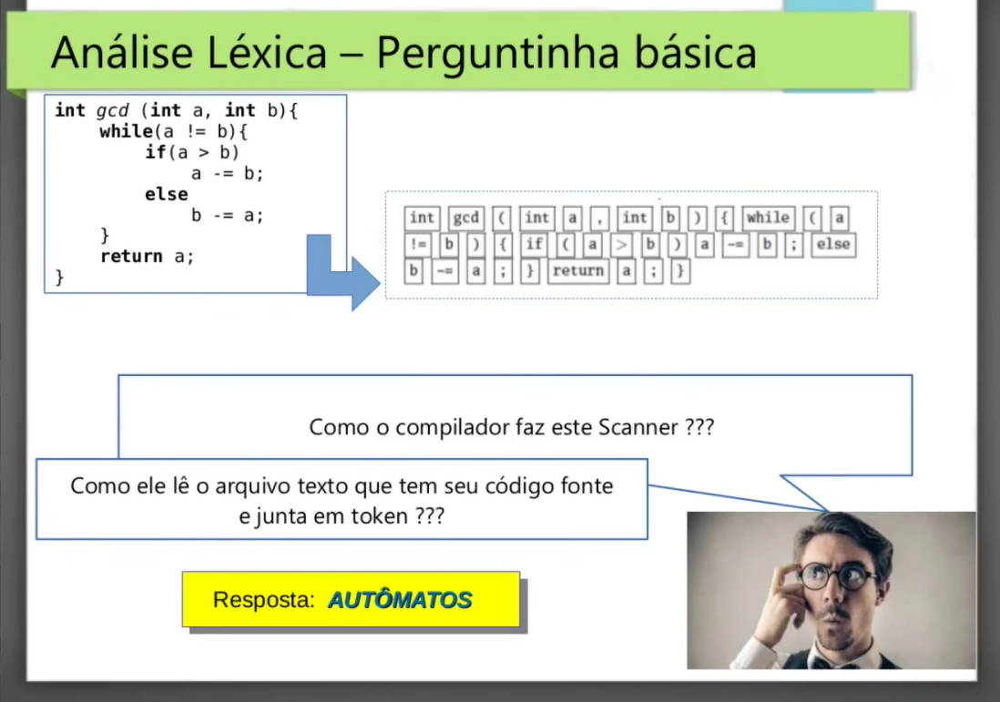 Análise Léxica – Perguntinha básica
int gcd (int a, int b){
while(a != b){
if(a > b)
a -= b;
else
b -= a;
}
return a;
}
int gcd ( int a , int b ) { while ( a
!= b ) { if ( a > b ) a -= b ; else
b -= a ; } return a ; }
Como o compilador faz este Scanner ???
Como ele lê o arquivo texto que tem seu código fonte
e junta em token ???
Resposta: AUTÔMATOS